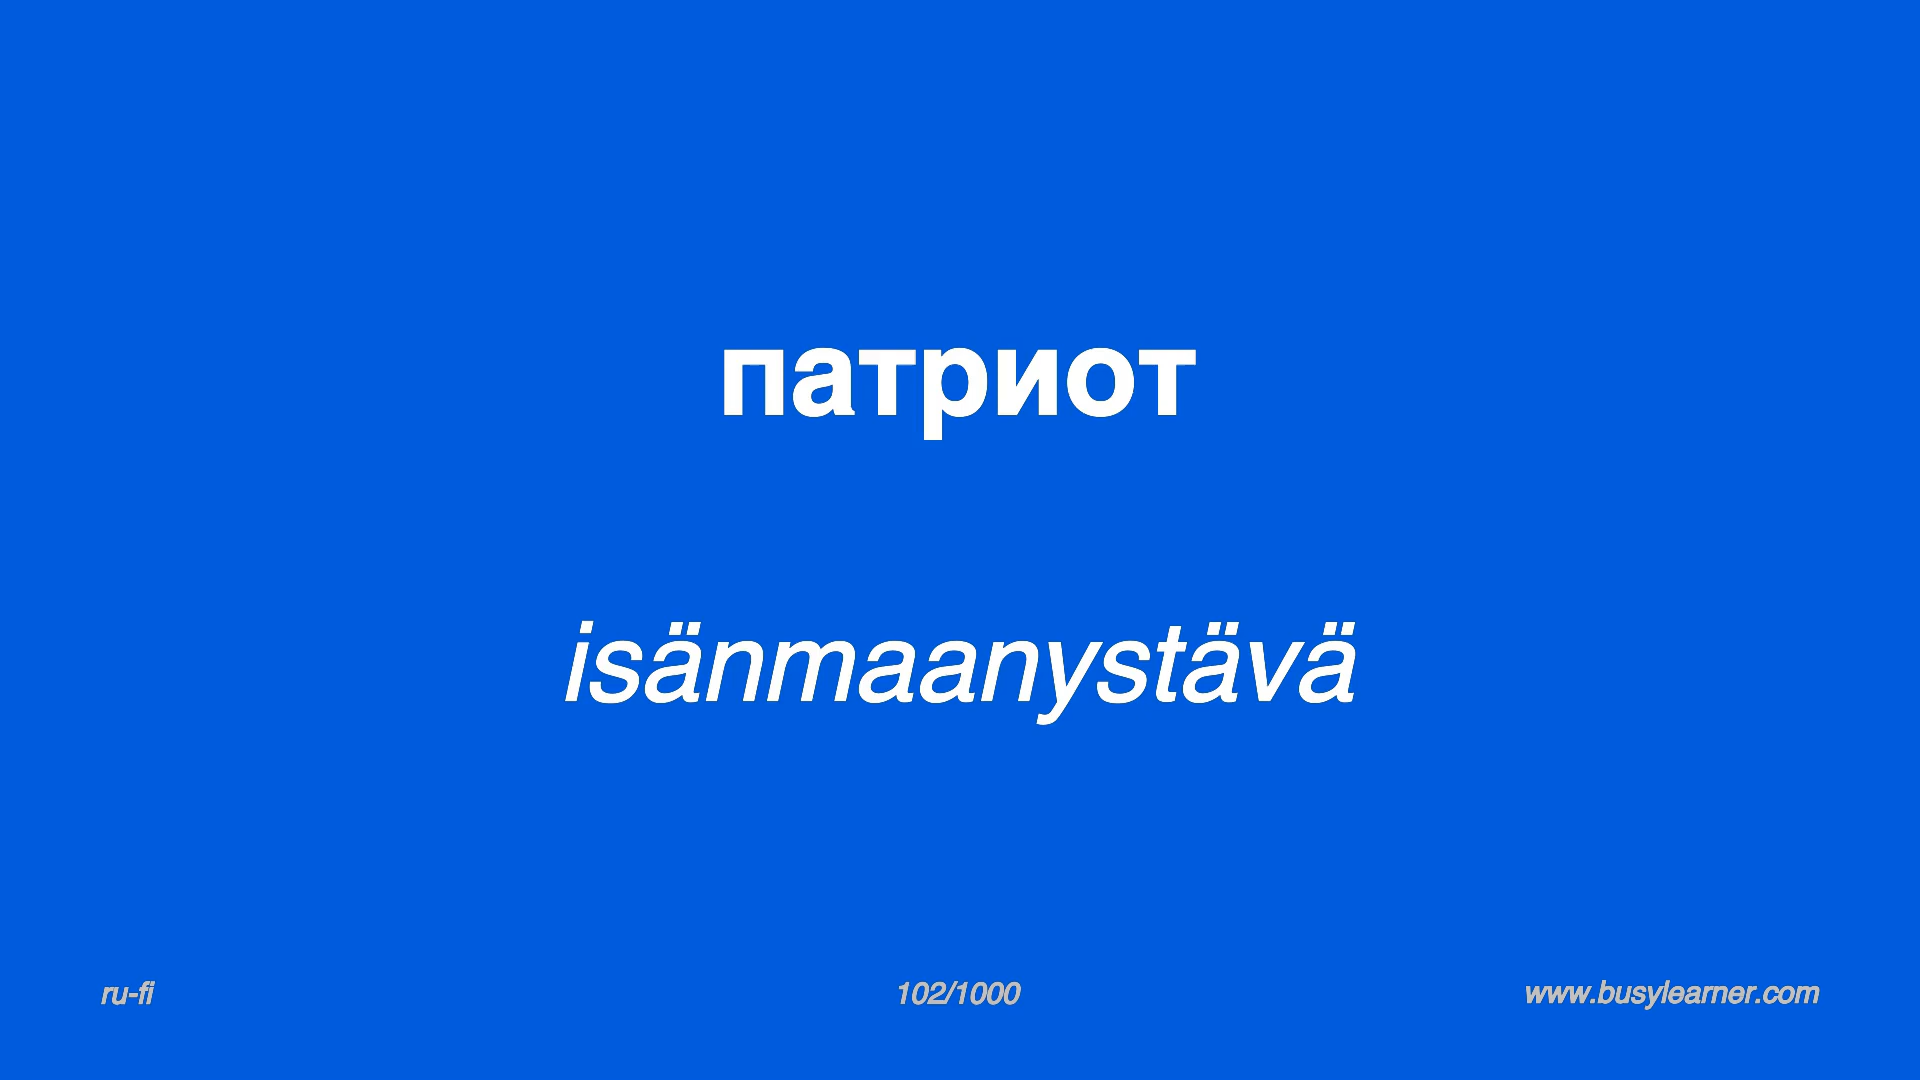 патриот
isänmaanystävä
ru-fi
102/1000
www.busylearner.com